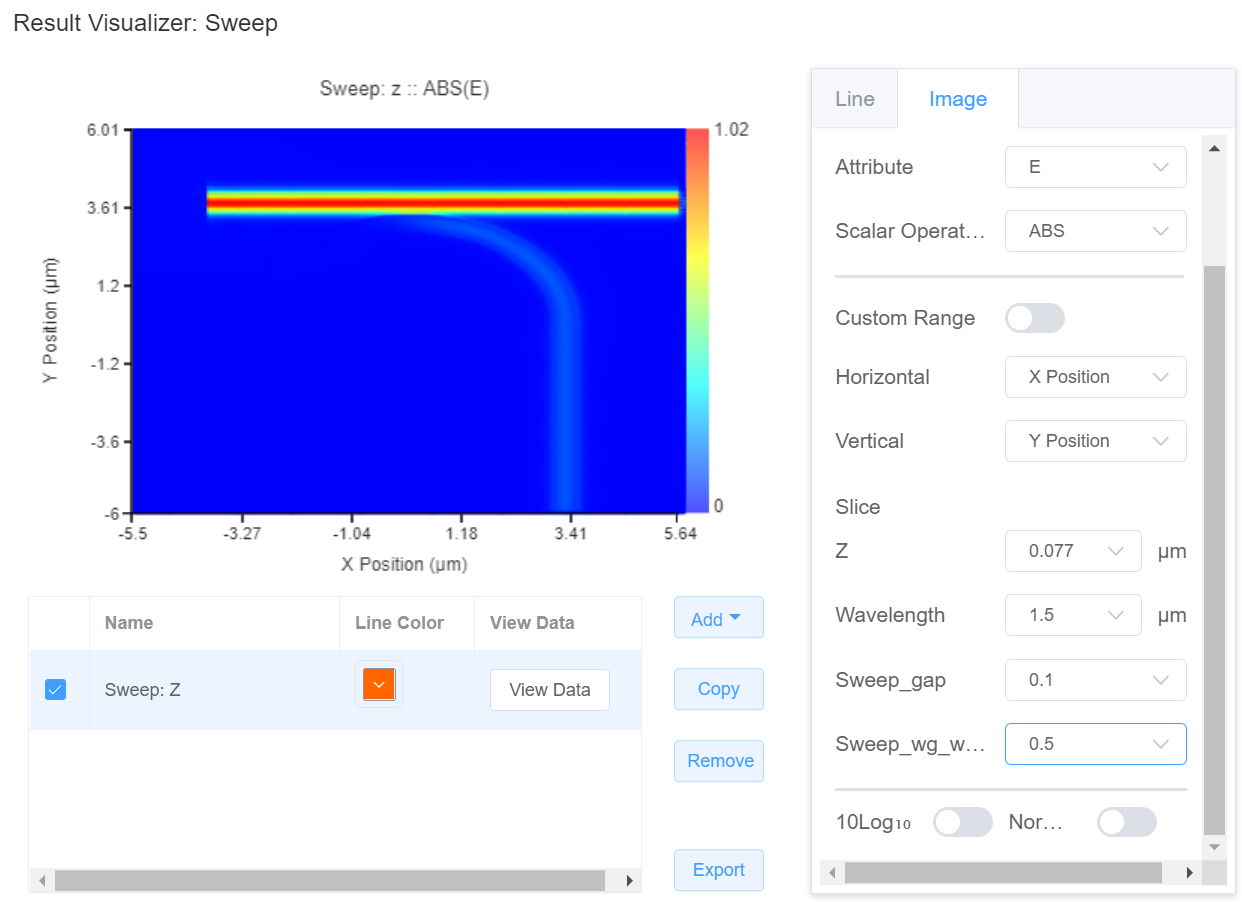 Result Visualizer: Sweep
Sweep: z :: ABS(E)
6.01
3.61
1.2
-1.2
-3.6
-6
Y Position (μm)
-5.5 -3.27 -1.04 1.18 3.41 5.64
X Position (μm)
1.02
0
Name Line Color View Data
Sweep: Z View Data
Add
Copy
Remove
Export
Line Image
Attribute E
Scalar Operat... ABS
Custom Range
Horizontal X Position
Vertical Y Position
Slice
Z 0.077 μm
Wavelength 1.5 μm
Sweep_gap 0.1
Sweep_wg_w... 0.5
10Log₁₀ Nor...